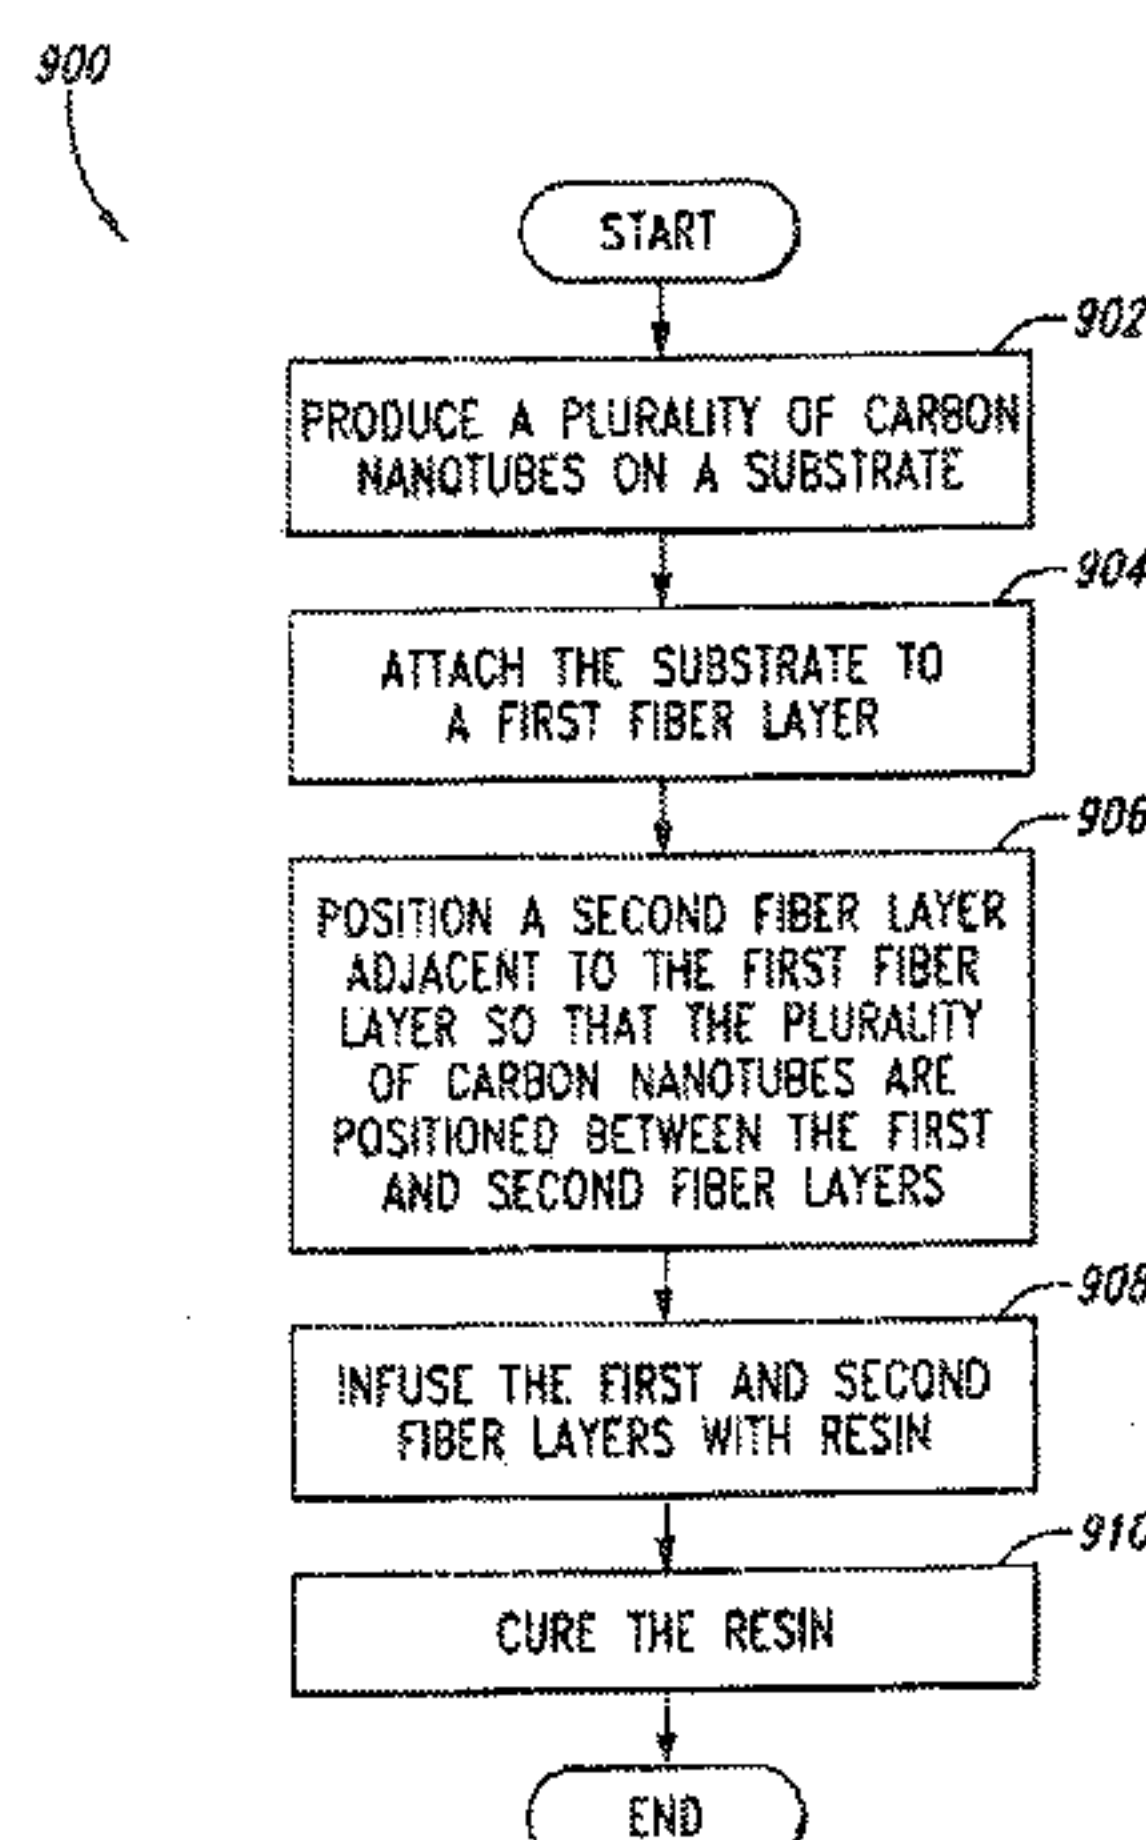 900
START
902
PRODUCE A PLURALITY OF CARBON
NANOTUBES ON A SUBSTRATE
904
ATTACH THE SUBSTRATE TO
A FIRST FIBER LAYER
906
POSITION A SECOND FIBER LAYER
ADJACENT TO THE FIRST FIBER
LAYER SO THAT THE PLURALITY
OF CARBON NANOTUBES ARE
POSITIONED BETWEEN THE FIRST
AND SECOND FIBER LAYERS
908
INFUSE THE FIRST AND SECOND
FIBER LAYERS WITH RESIN
910
CURE THE RESIN
END